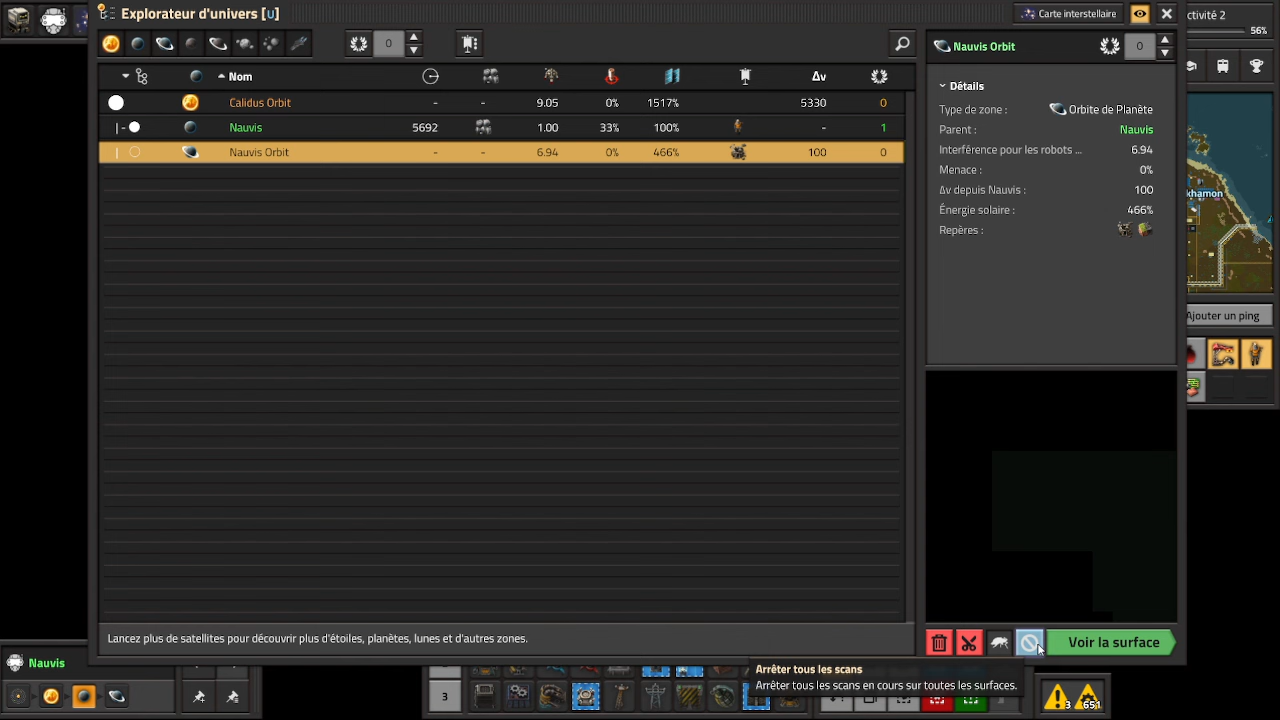 Explorateur d'univers [u]
Carte interstellaire
0
Nom
Δv
Calidus Orbit - - 9.05 0% 1517% 5330 0
|- Nauvis 5692 1.00 33% 100% - 1
| Nauvis Orbit - - 6.94 0% 466% 100 0
Lancez plus de satellites pour découvrir plus d'étoiles, planètes, lunes et d'autres zones.
Nauvis Orbit 0
Détails
Type de zone : Orbite de Planète
Parent : Nauvis
Interférence pour les robots ... 6.94
Menace : 0%
Δv depuis Nauvis : 100
Énergie solaire : 466%
Repères :
Voir la surface
Arrêter tous les scans
Arrêter tous les scans en cours sur toutes les surfaces.
ctivité 2
56%
khamon
Ajouter un ping
Nauvis
3
3 651